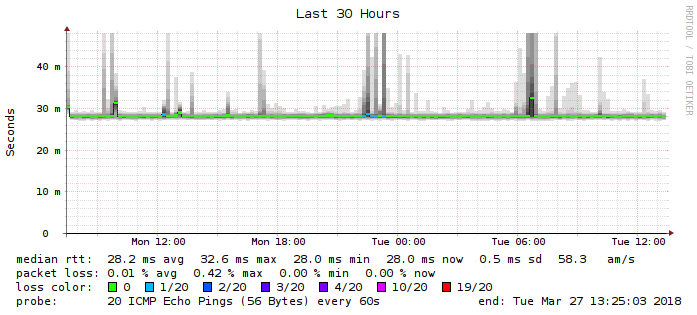 Last 30 Hours
RRDTOOL / TOBI OETIKER
Seconds
40 m
30 m
20 m
10 m
0
Mon 12:00 Mon 18:00 Tue 00:00 Tue 06:00 Tue 12:00
median rtt: 28.2 ms avg 32.6 ms max 28.0 ms min 28.0 ms now 0.5 ms sd 58.3 am/s
packet loss: 0.01 % avg 0.42 % max 0.00 % min 0.00 % now
loss color: 0 1/20 2/20 3/20 4/20 10/20 19/20
probe: 20 ICMP Echo Pings (56 Bytes) every 60s end: Tue Mar 27 13:25:03 2018